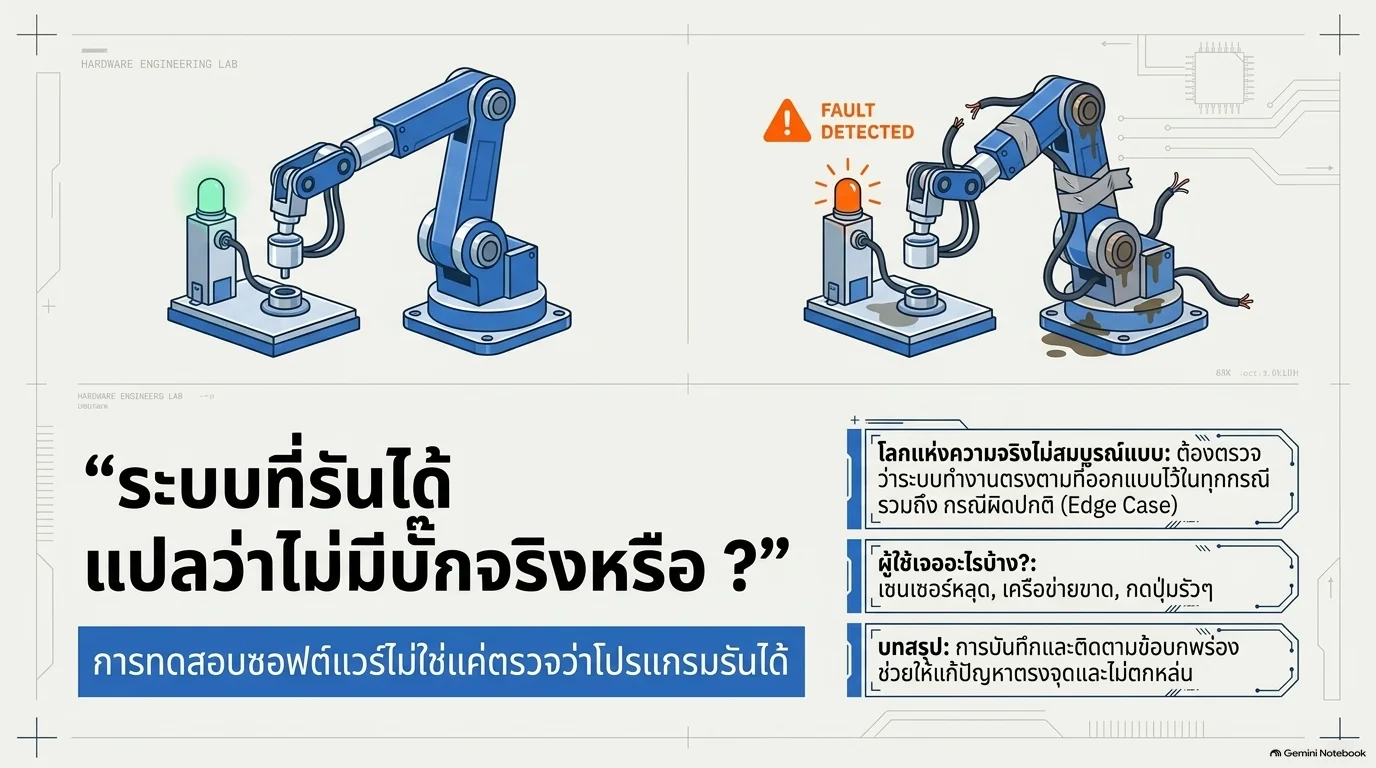 HARDWARE ENGINEERING LAB
FAULT
DETECTED
HARDWARE ENGINEERS LAB
“ระบบที่รันได้
แปลว่าไม่มีบั๊กจริงหรือ ?”
การทดสอบซอฟต์แวร์ไม่ใช่แค่ตรวจว่าโปรแกรมรันได้
โลกแห่งความจริงไม่สมบูรณ์แบบ: ต้องตรวจ
ว่าระบบทำงานตรงตามที่ออกแบบไว้ในทุกกรณี
รวมถึง กรณีผิดปกติ (Edge Case)
ผู้ใช้เจออะไรบ้าง?:
เซนเซอร์หลุด, เครือข่ายขาด, กดปุ่มรัวๆ
บทสรุป: การบันทึกและติดตามข้อบกพร่อง
ช่วยให้แก้ปัญหาตรงจุดและไม่ตกหล่น
Gemini Notebook